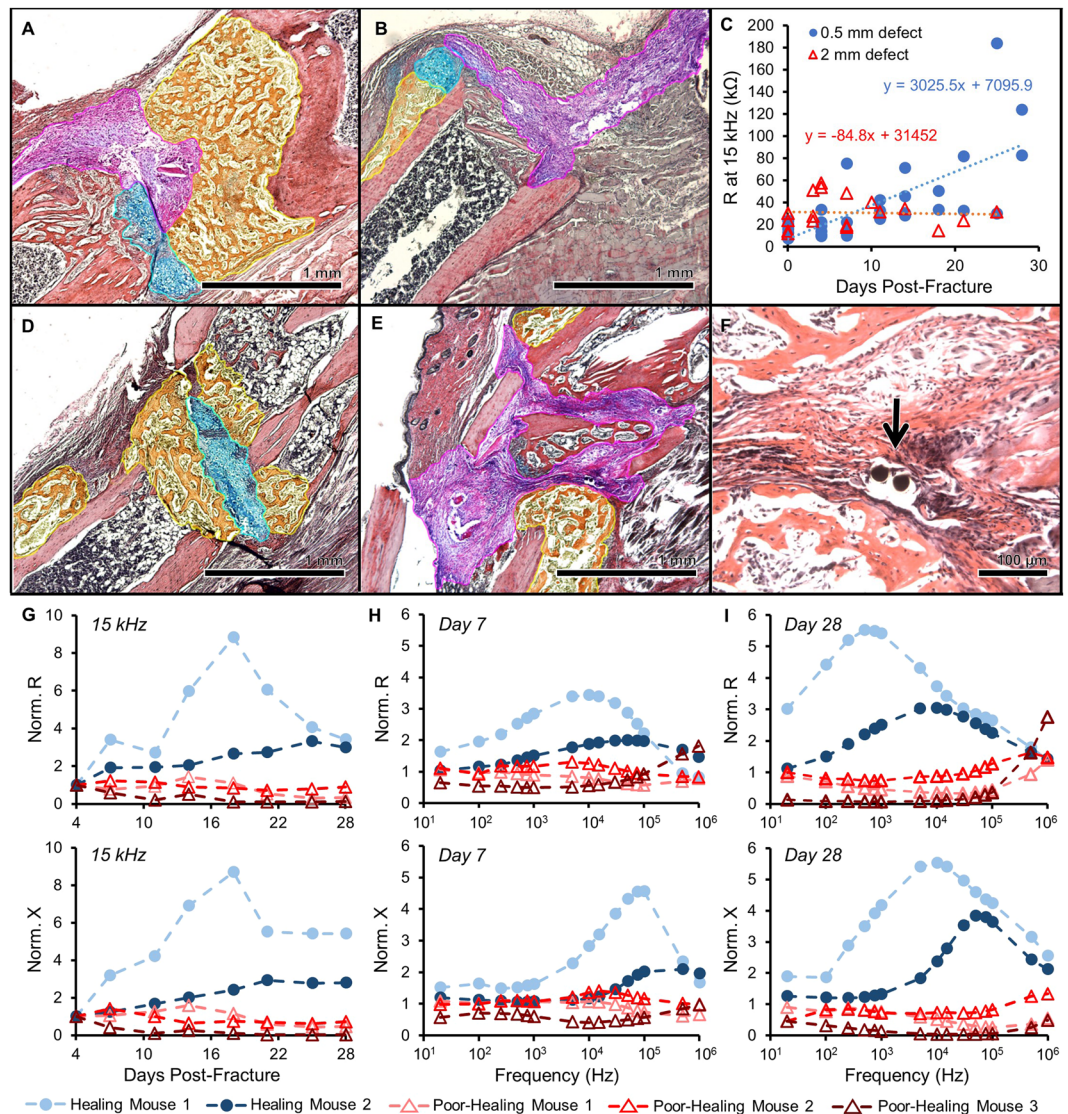 A
1 mm
B
1 mm
C
R at 15 kHz (kΩ)
200
180
160
140
120
100
80
60
40
20
0
0.5 mm defect
2 mm defect
y = 3025.5x + 7095.9
y = -84.8x + 31452
0 10 20 30
Days Post-Fracture
D
1 mm
E
1 mm
F
100 µm
G
15 kHz
Norm. R
10
8
6
4
2
0
4 10 16 22 28
H
Day 7
Norm. R
6
5
4
3
2
1
0
10¹ 10² 10³ 10⁴ 10⁵ 10⁶
I
Day 28
Norm. R
6
5
4
3
2
1
0
10¹ 10² 10³ 10⁴ 10⁵ 10⁶
15 kHz
Norm. X
10
8
6
4
2
0
4 10 16 22 28
Days Post-Fracture
Day 7
Norm. X
6
5
4
3
2
1
0
10¹ 10² 10³ 10⁴ 10⁵ 10⁶
Frequency (Hz)
Day 28
Norm. X
6
5
4
3
2
1
0
10¹ 10² 10³ 10⁴ 10⁵ 10⁶
Frequency (Hz)
Healing Mouse 1 Healing Mouse 2 Poor-Healing Mouse 1 Poor-Healing Mouse 2 Poor-Healing Mouse 3